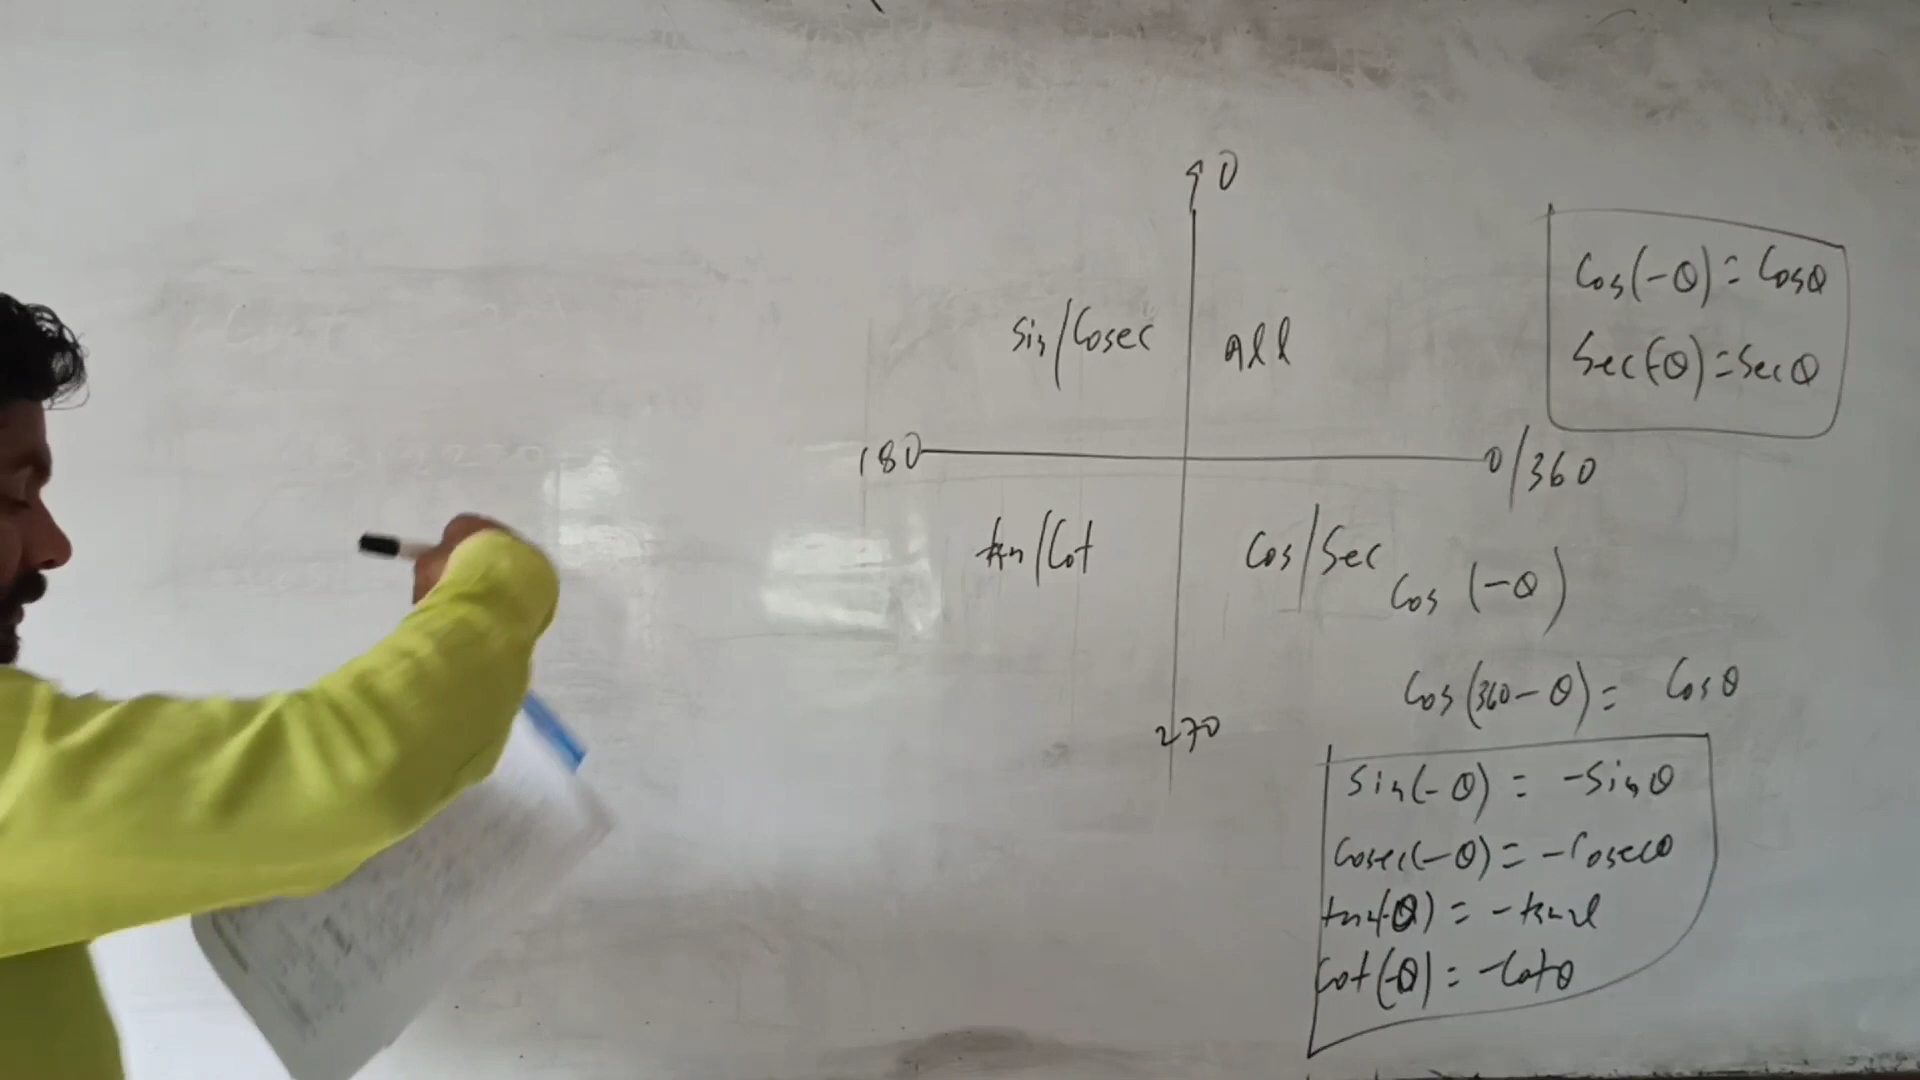 90
sin/Cosec
all
180
0/360
tan/Cot
Cos/Sec
270
Cos(-θ) = Cosθ
Sec(-θ) = Secθ
Cos (-θ)
Cos(360-θ) = Cosθ
Sin(-θ) = -Sinθ
Cosec(-θ) = -Cosecθ
tan(-θ) = -tan
Cot(-θ) = -Cotθ